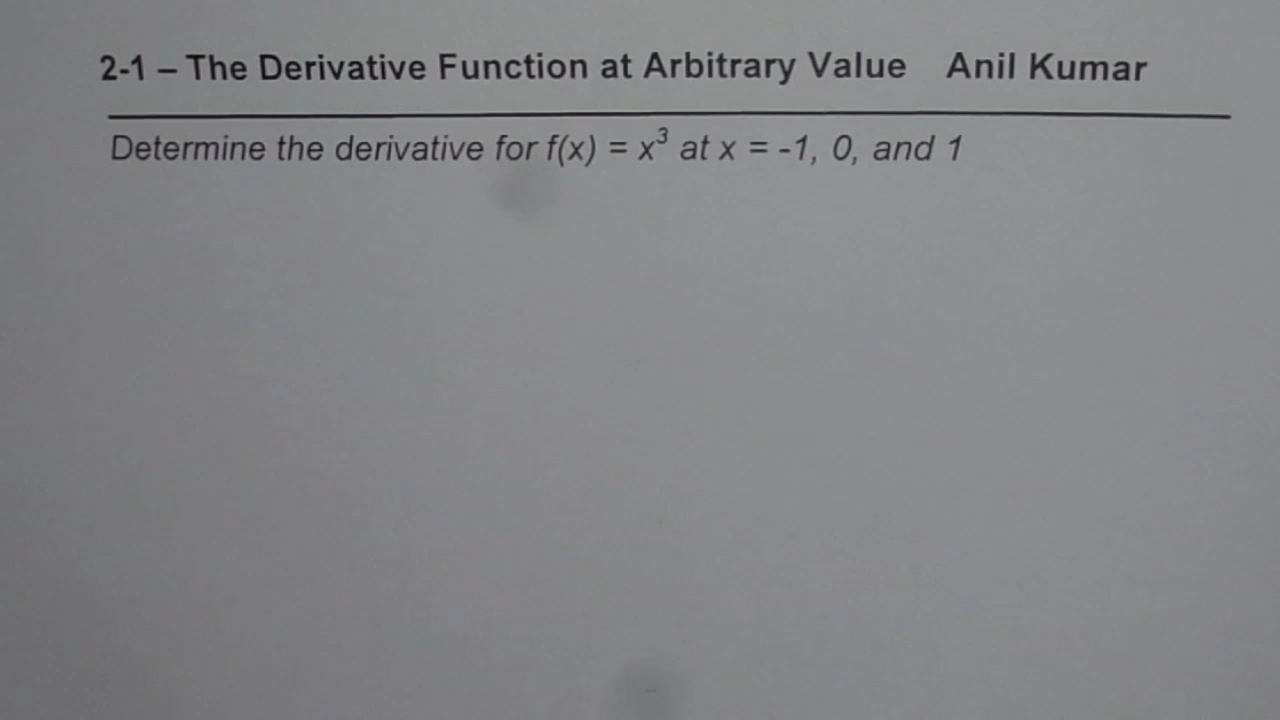 2-1 – The Derivative Function at Arbitrary Value Anil Kumar
Determine the derivative for f(x) = x³ at x = -1, 0, and 1